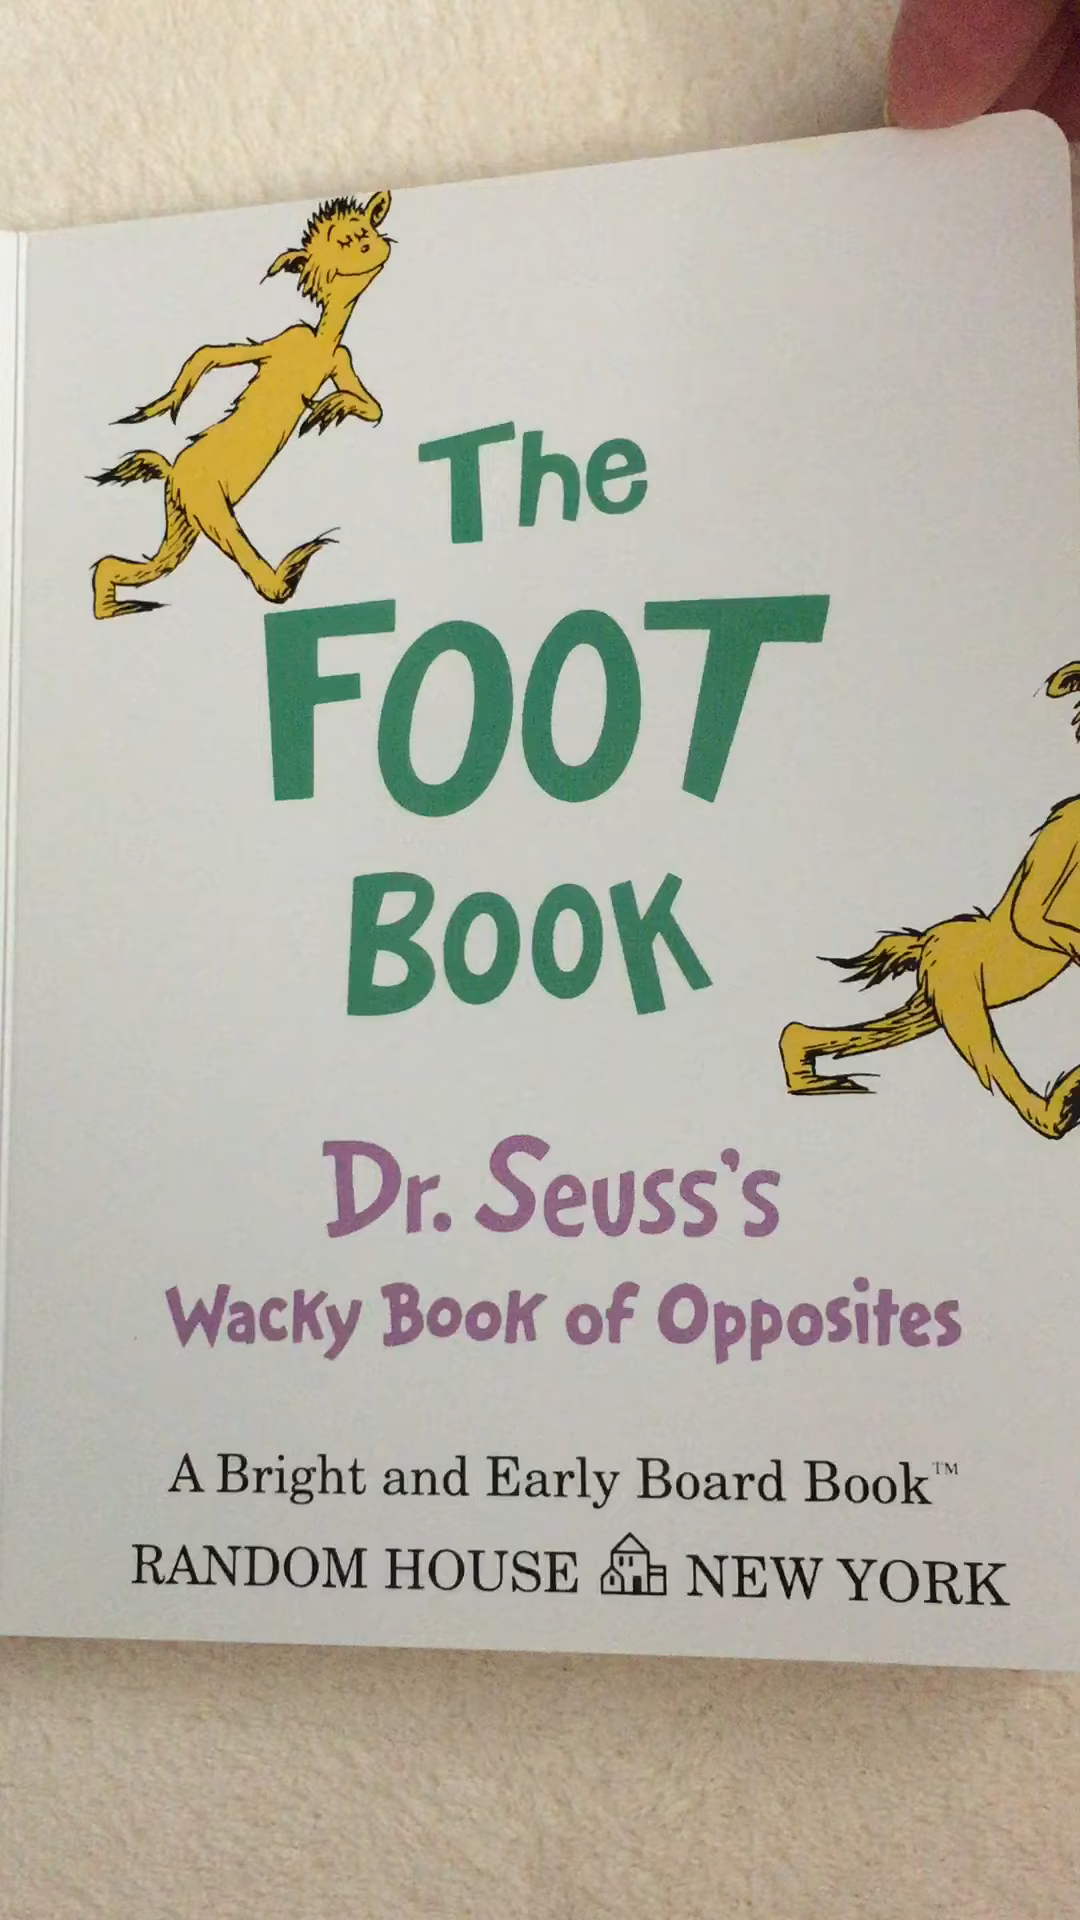 The
FOOT
BOOK
Dr. Seuss's
Wacky Book of Opposites
A Bright and Early Board Book™
RANDOM HOUSE NEW YORK